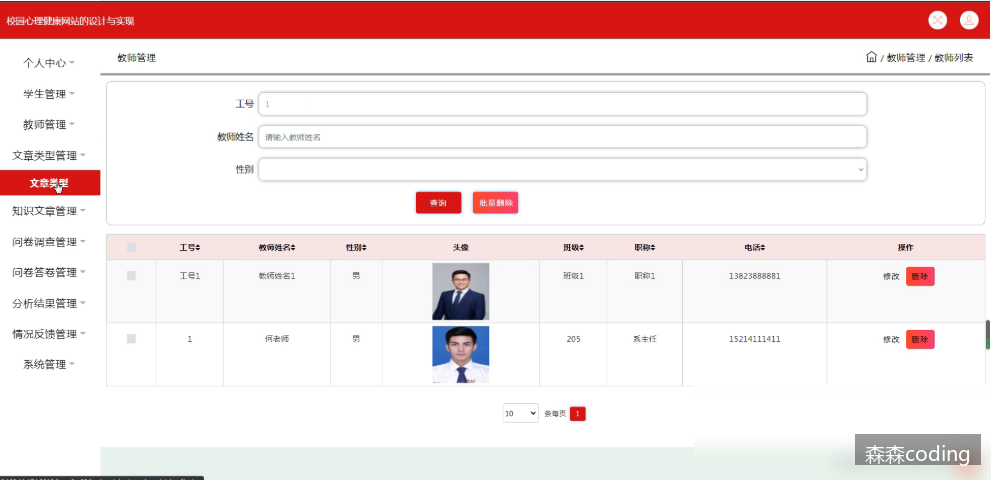 校园心理健康网站的设计与实现
个人中心
学生管理
教师管理
文章类型管理
文章类型
知识文章管理
问卷调查管理
问卷答卷管理
分析结果管理
情况反馈管理
系统管理
教师管理
/ 教师管理 / 教师列表
工号 1
教师姓名 请输入教师姓名
性别
查询 批量删除
工号 教师姓名 性别 头像 班级 职称 电话 操作
工号1 教师姓名1 男 班级1 职称1 13823888881 修改 删除
1 何老师 男 205 系主任 15214111411 修改 删除
10 条每页 1
森森coding